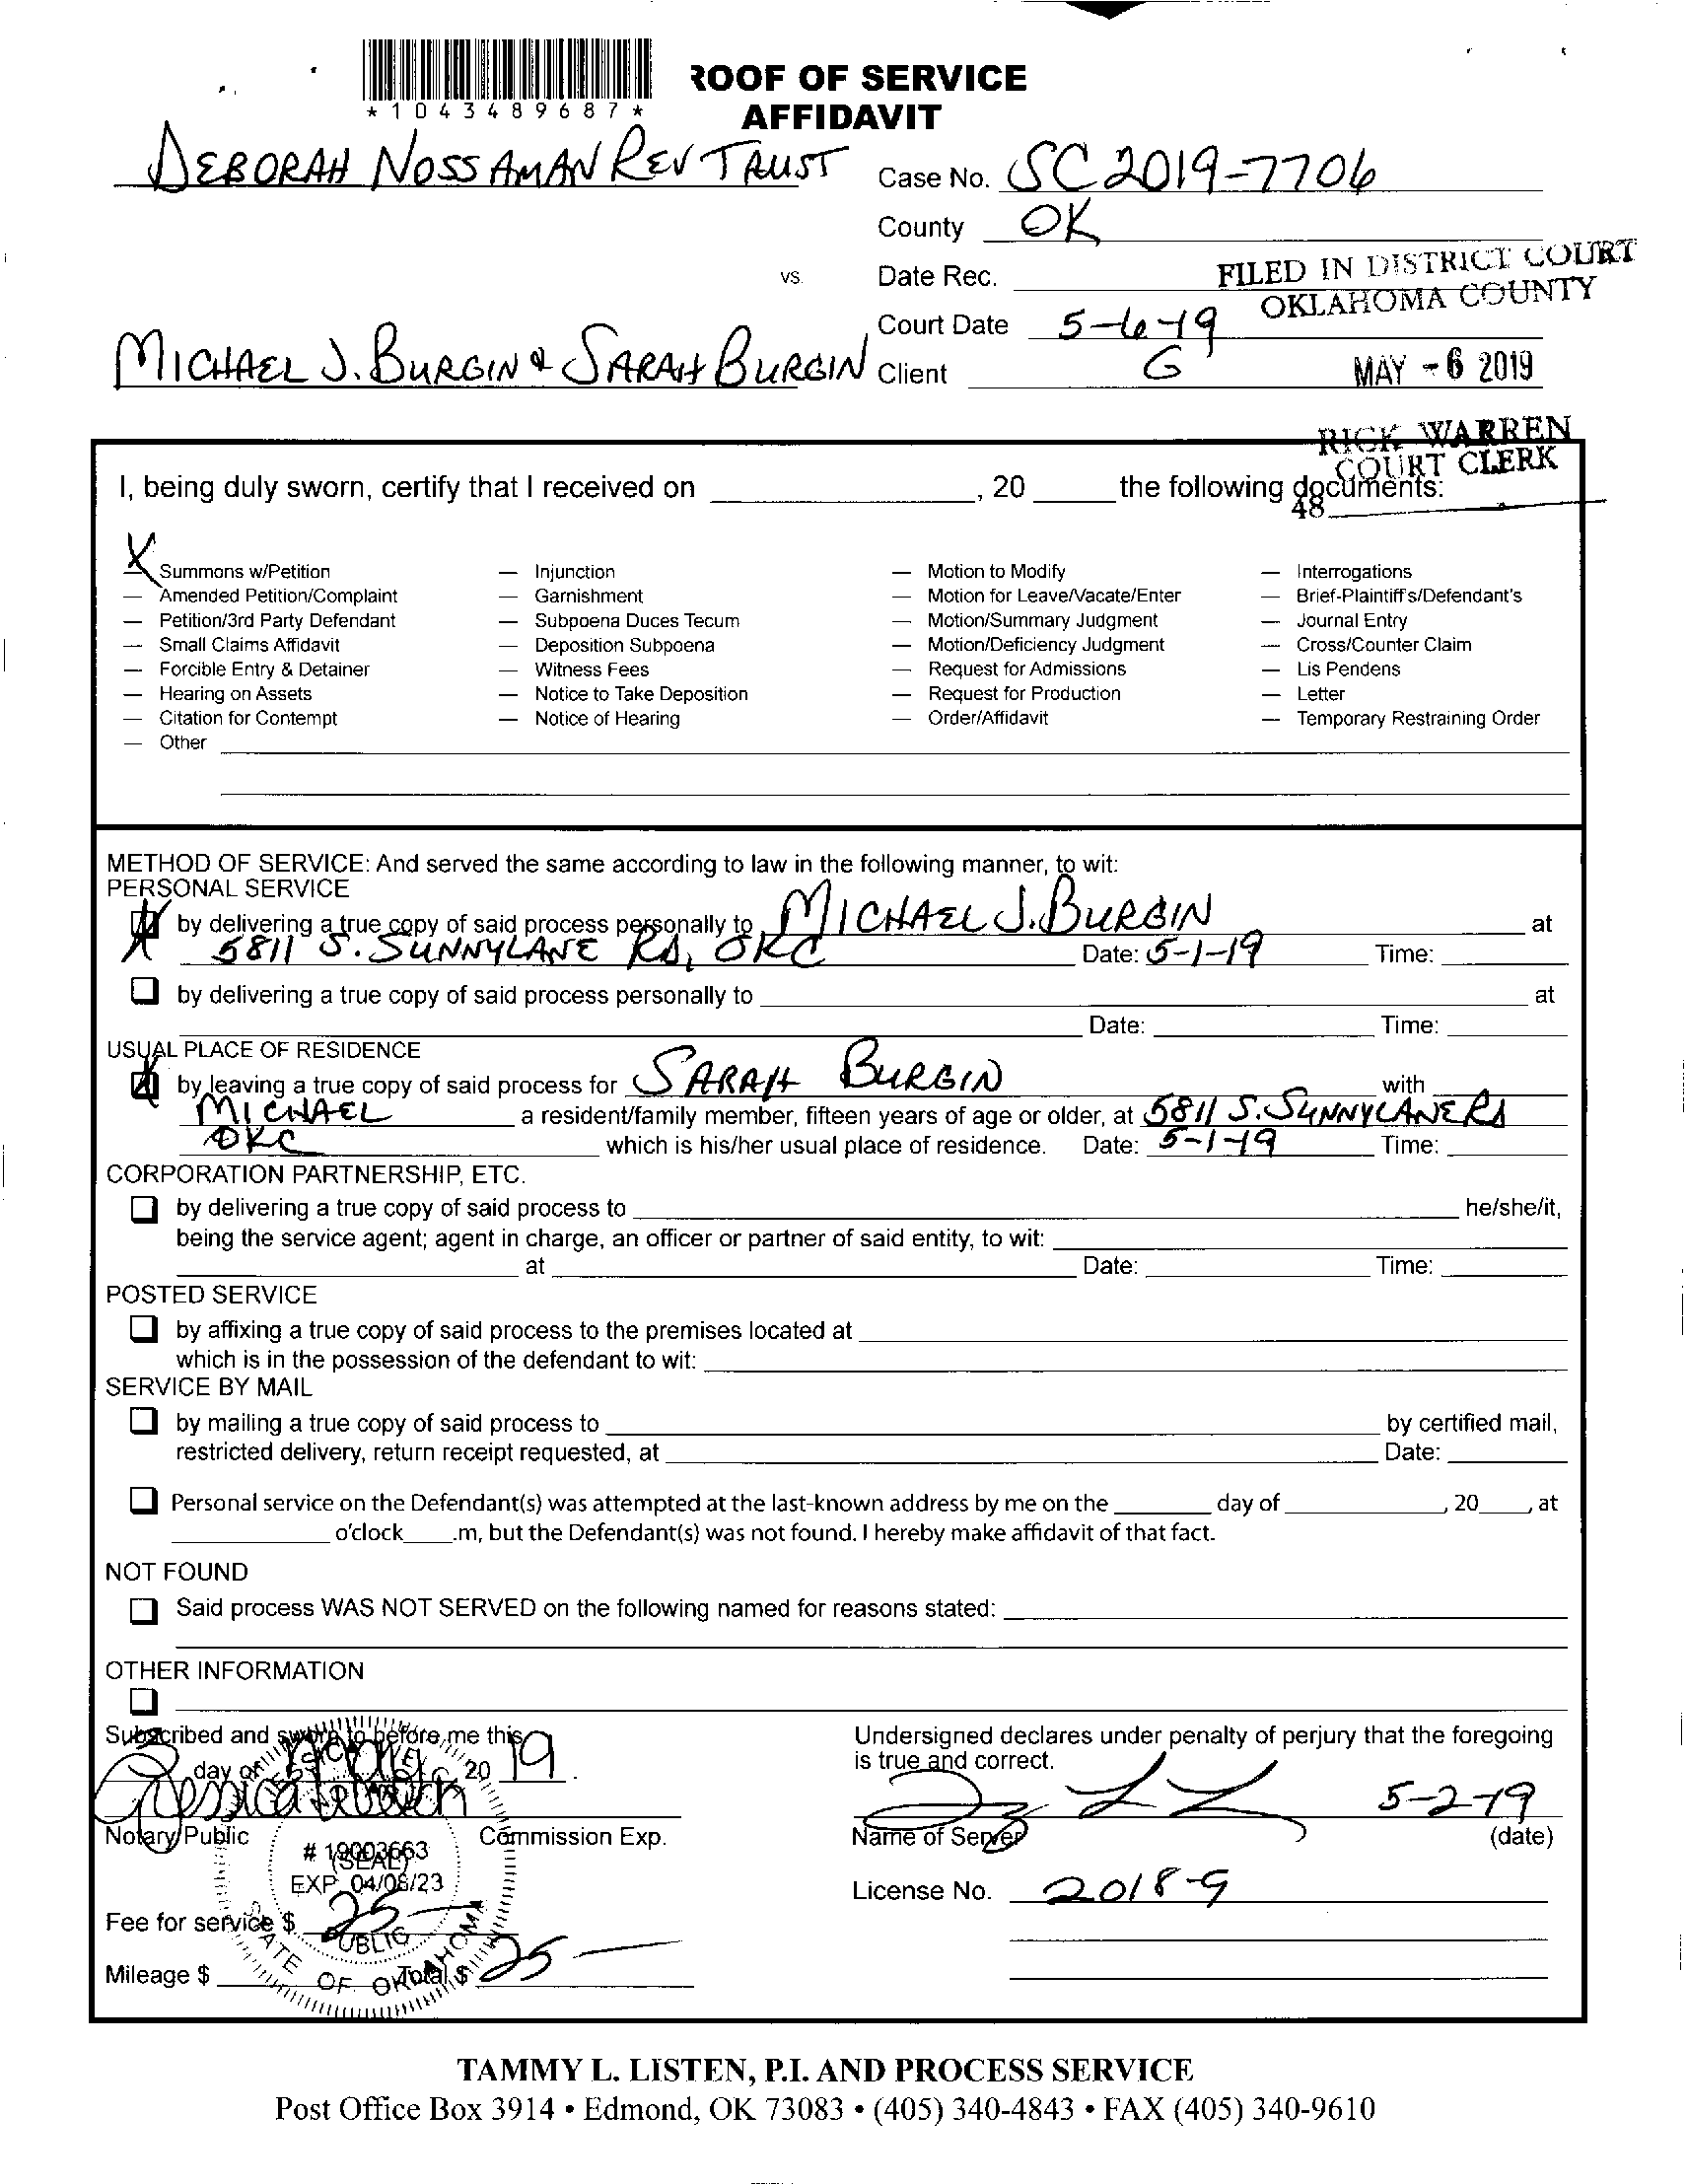 *1043489687*
ROOF OF SERVICE
AFFIDAVIT
DEBORAH NOSSAMAN REV TRUST
Case No. SC2019-7706
County OK
vs.
Date Rec.
FILED IN DISTRICT COURT
OKLAHOMA COUNTY
Court Date 5-6-19
MICHAEL J. BURGIN & SARAH BURGIN
Client G
MAY - 6 2019
RICK WARREN
COURT CLERK
48
I, being duly sworn, certify that I received on ____, 20 ____ the following documents:
X Summons w/Petition — Injunction — Motion to Modify — Interrogations
— Amended Petition/Complaint — Garnishment — Motion for Leave/Vacate/Enter — Brief-Plaintiff's/Defendant's
— Petition/3rd Party Defendant — Subpoena Duces Tecum — Motion/Summary Judgment — Journal Entry
— Small Claims Affidavit — Deposition Subpoena — Motion/Deficiency Judgment — Cross/Counter Claim
— Forcible Entry & Detainer — Witness Fees — Request for Admissions — Lis Pendens
— Hearing on Assets — Notice to Take Deposition — Request for Production — Letter
— Citation for Contempt — Notice of Hearing — Order/Affidavit — Temporary Restraining Order
— Other
METHOD OF SERVICE: And served the same according to law in the following manner, to wit:
PERSONAL SERVICE
X by delivering a true copy of said process personally to MICHAEL J. BURGIN at
5811 S. SUNNYLANE Rd, OKC Date: 5-1-19 Time:
by delivering a true copy of said process personally to at
Date: Time:
USUAL PLACE OF RESIDENCE
X by leaving a true copy of said process for SARAH BURGIN with
MICHAEL a resident/family member, fifteen years of age or older, at 5811 S. SUNNYLANE Rd
OKC which is his/her usual place of residence. Date: 5-1-19 Time:
CORPORATION PARTNERSHIP, ETC.
by delivering a true copy of said process to he/she/it,
being the service agent; agent in charge, an officer or partner of said entity, to wit:
at Date: Time:
POSTED SERVICE
by affixing a true copy of said process to the premises located at
which is in the possession of the defendant to wit:
SERVICE BY MAIL
by mailing a true copy of said process to by certified mail,
restricted delivery, return receipt requested, at Date:
Personal service on the Defendant(s) was attempted at the last-known address by me on the ____ day of ____, 20____, at
o'clock____.m, but the Defendant(s) was not found. I hereby make affidavit of that fact.
NOT FOUND
Said process WAS NOT SERVED on the following named for reasons stated:
OTHER INFORMATION
Subscribed and sworn to before me this
day of May 20 19.
Notary Public Commission Exp.
# 19003663
(SEAL)
EXP. 04/08/23
PUBLIC
STATE OF OKLAHOMA
Fee for service $ 25
Mileage $ Total $ 25
Undersigned declares under penalty of perjury that the foregoing
is true and correct.
5-2-19
Name of Server (date)
License No. 2018-9
TAMMY L. LISTEN, P.I. AND PROCESS SERVICE
Post Office Box 3914 • Edmond, OK 73083 • (405) 340-4843 • FAX (405) 340-9610